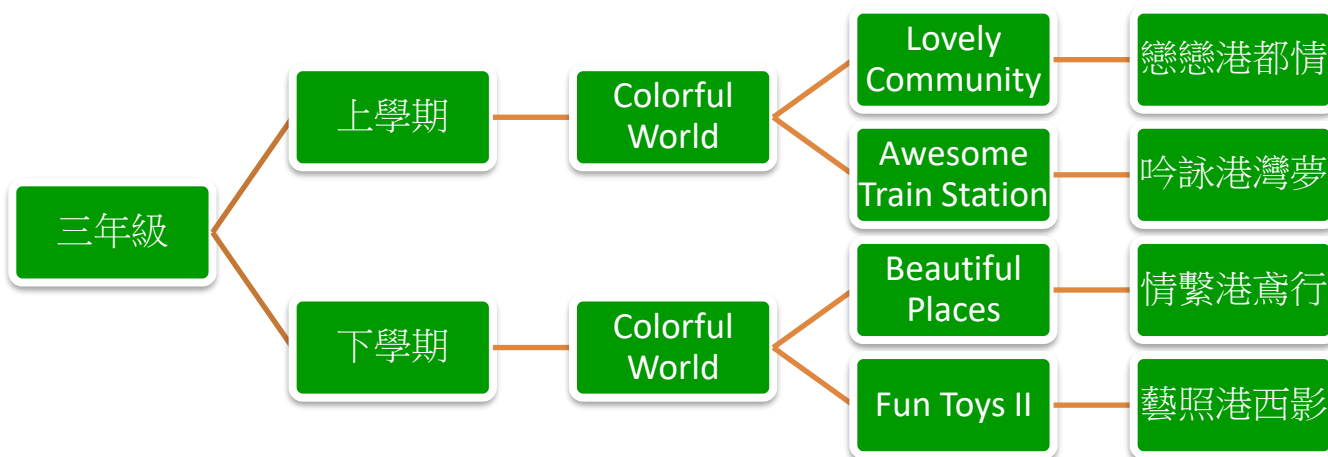 三年級
上學期
Colorful
World
Lovely
Community
戀戀港都情
Awesome
Train Station
吟詠港灣夢
下學期
Colorful
World
Beautiful
Places
情繫港鳶行
Fun Toys II
藝照港西影